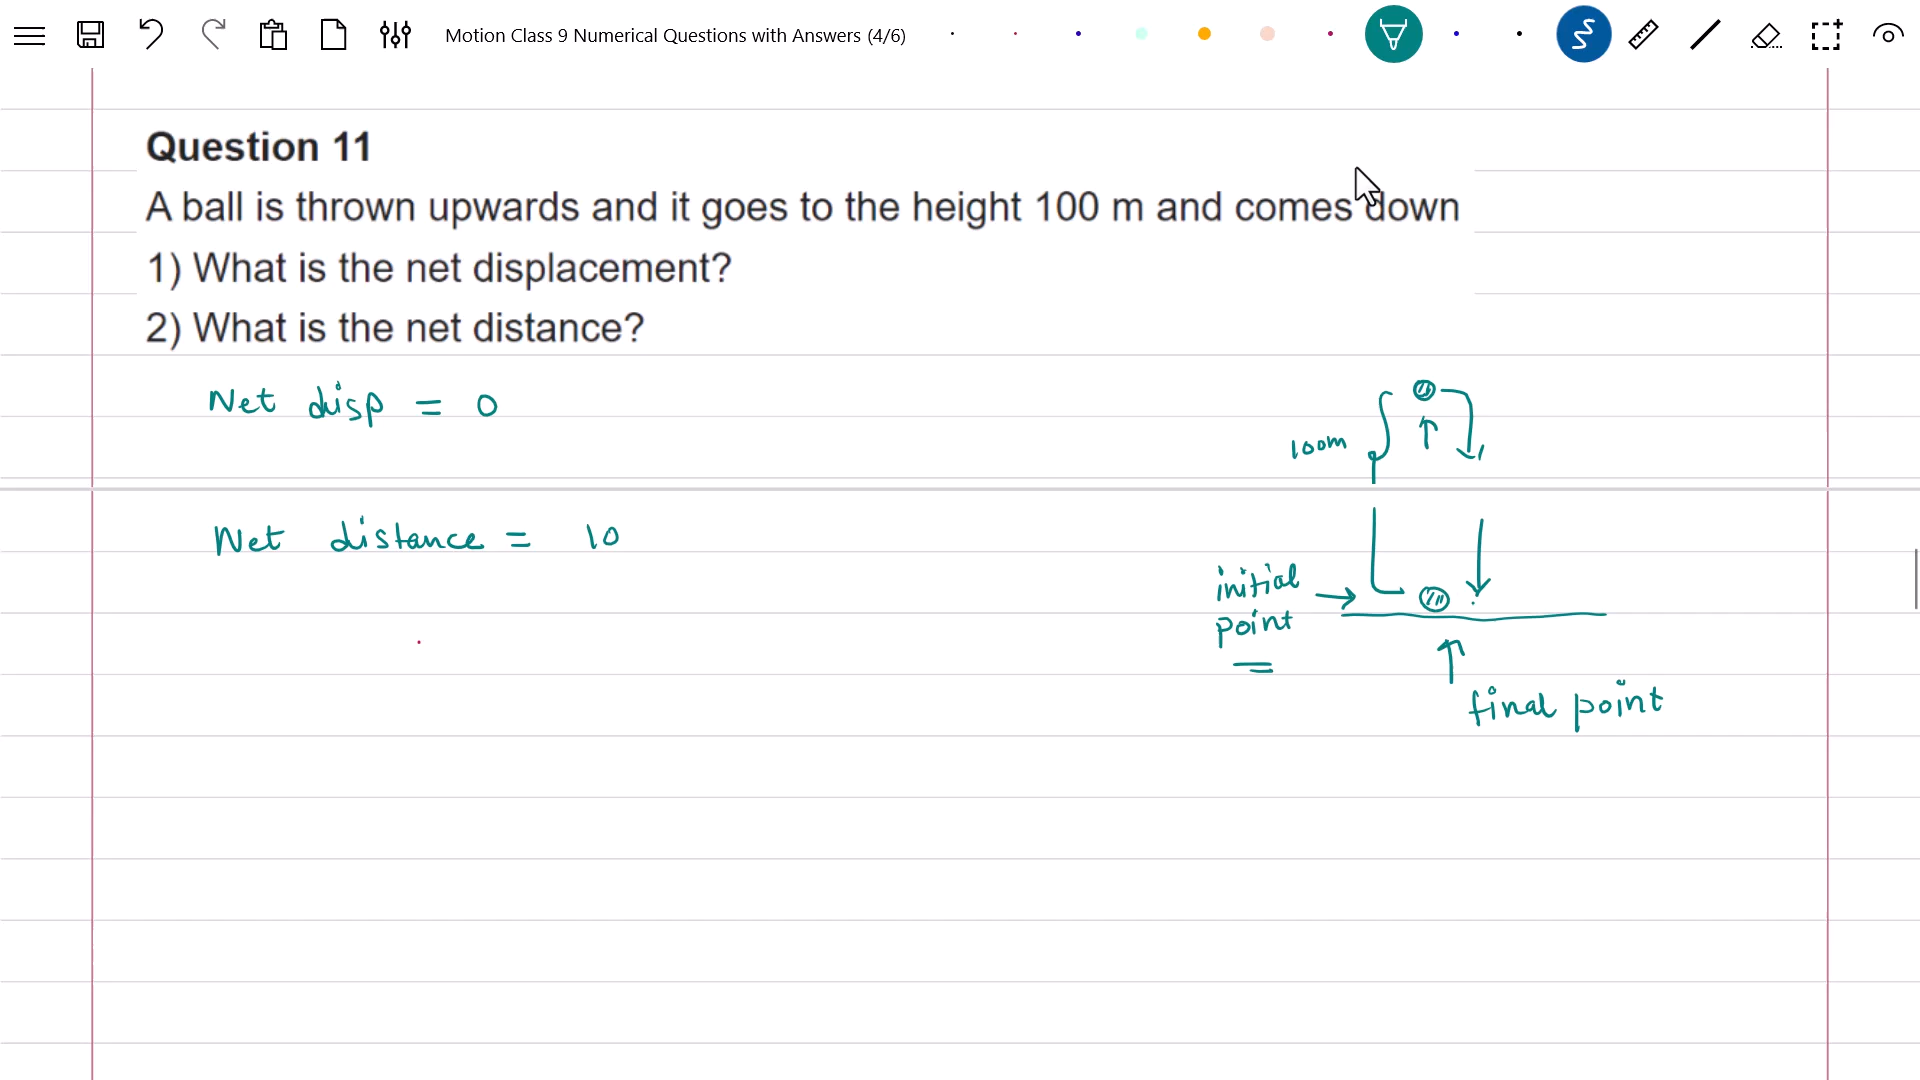 Motion Class 9 Numerical Questions with Answers (4/6)
Question 11
A ball is thrown upwards and it goes to the height 100 m and comes down
1) What is the net displacement?
2) What is the net distance?
Net disp = 0
100m
Net distance = 10
initial
point
=
final point